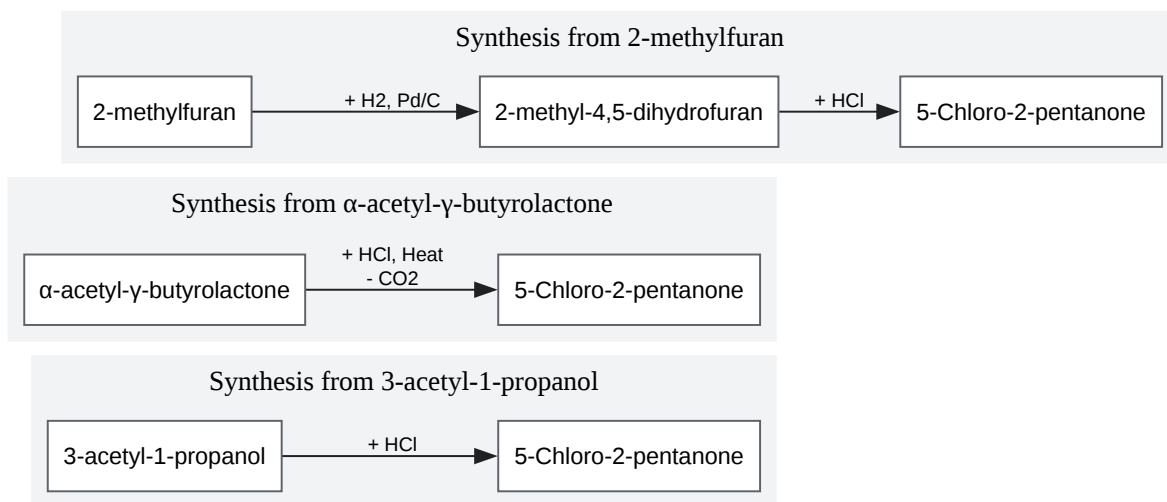 Synthesis from 2-methylfuran
2-methylfuran
+ H2, Pd/C
2-methyl-4,5-dihydrofuran
+ HCl
5-Chloro-2-pentanone
Synthesis from α-acetyl-γ-butyrolactone
α-acetyl-γ-butyrolactone
+ HCl, Heat
- CO2
5-Chloro-2-pentanone
Synthesis from 3-acetyl-1-propanol
3-acetyl-1-propanol
+ HCl
5-Chloro-2-pentanone